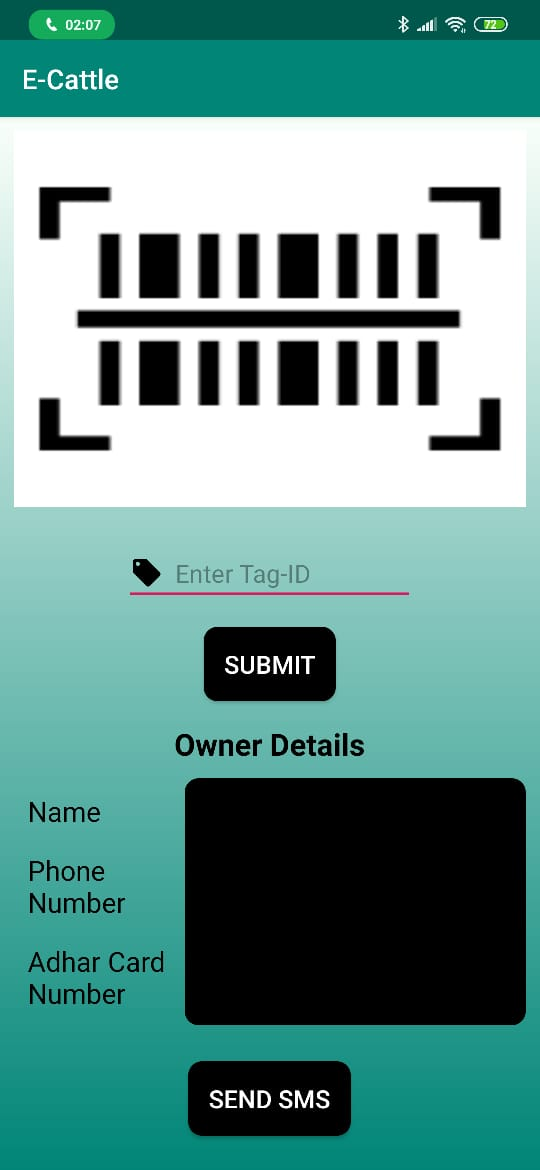 02:07
72
E-Cattle
Enter Tag-ID
SUBMIT
Owner Details
Name
Phone
Number
Adhar Card
Number
SEND SMS